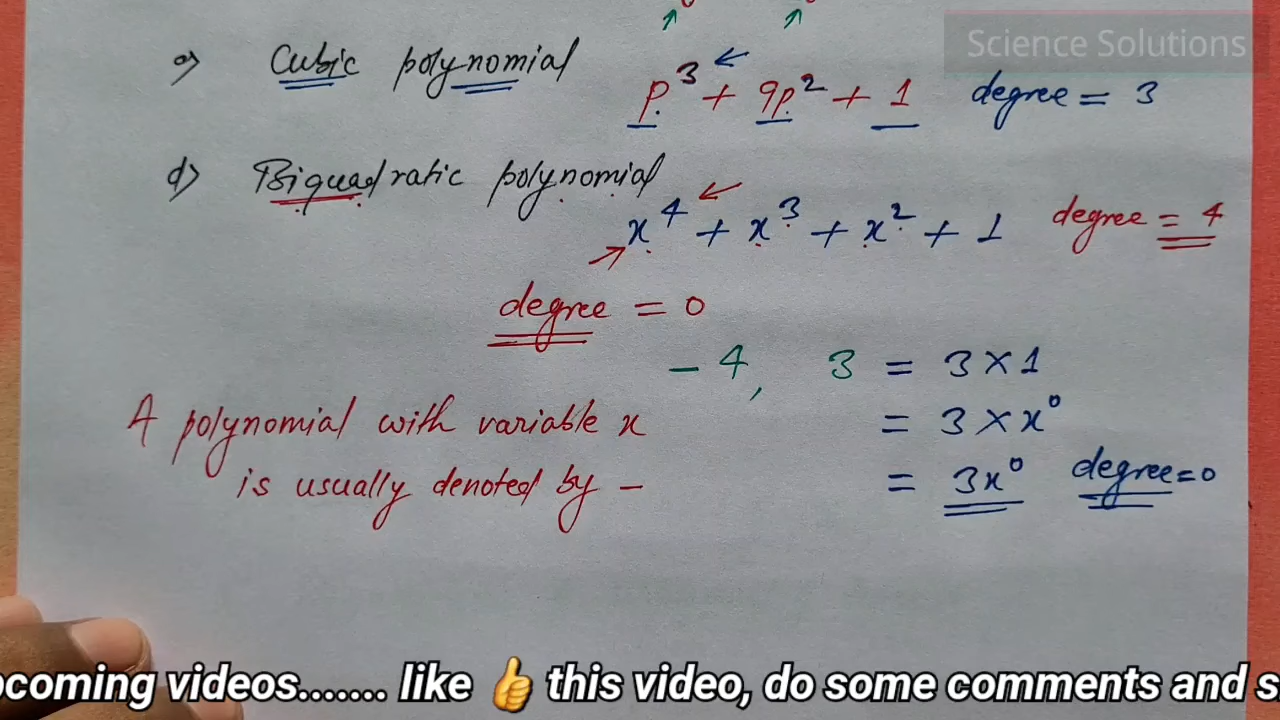 Science Solutions
c) Cubic polynomial
p³ + 9p² + 1 degree = 3
d) Biquadratic polynomial
x⁴ + x³ + x² + 1 degree = 4
degree = 0
- 4, 3 = 3 × 1
A polynomial with variable x = 3 × x⁰
is usually denoted by - = 3x⁰ degree = 0
coming videos....... like 👍 this video, do some comments and s